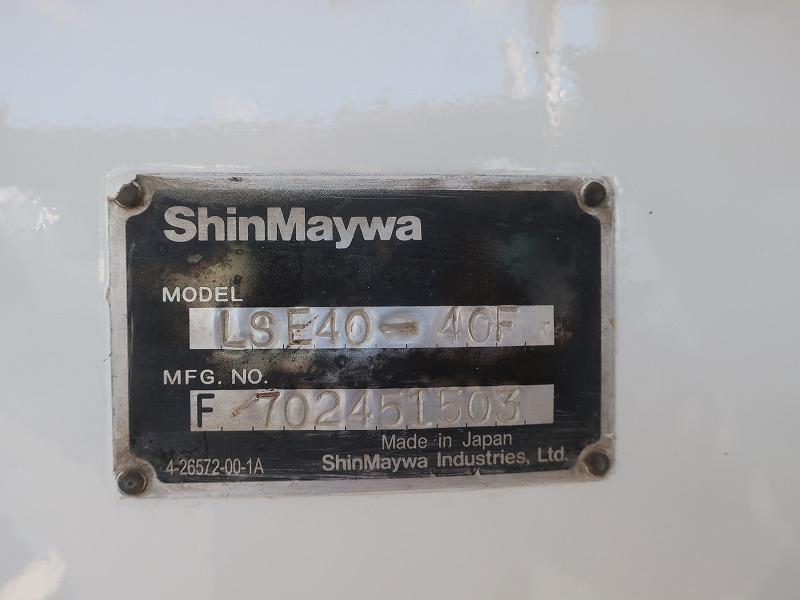 ShinMaywa
MODEL
LSE40-40F
MFG. NO.
F-702451503
Made in Japan
4-26572-00-1A
ShinMaywa Industries, Ltd.